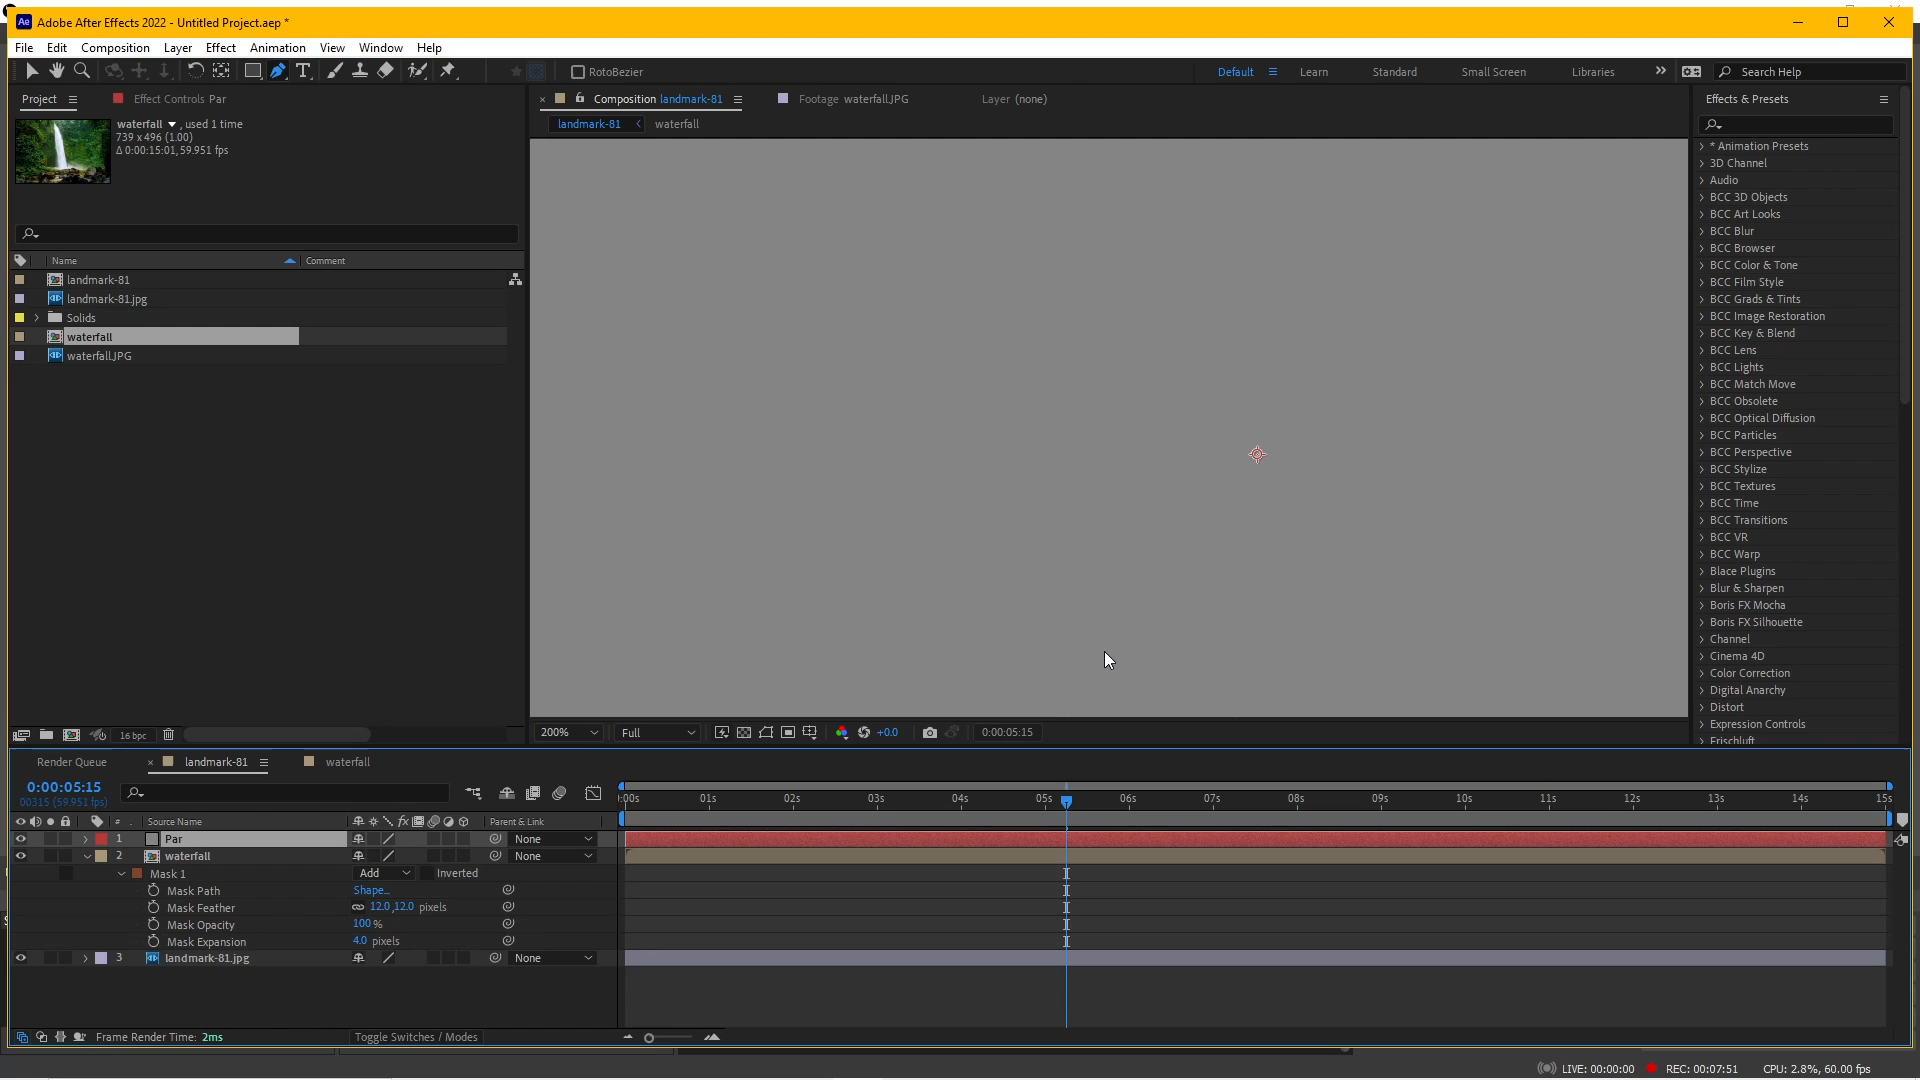 Adobe After Effects 2022 - Untitled Project.aep *
File Edit Composition Layer Effect Animation View Window Help
RotoBezier
Default Learn Standard Small Screen Libraries Search Help
Project Effect Controls Par
waterfall , used 1 time
739 x 496 (1.00)
Δ 0:00:15:01, 59.951 fps
Name Comment
landmark-81
landmark-81.jpg
Solids
waterfall
waterfall.JPG
16 bpc
Composition landmark-81 Footage waterfall.JPG Layer (none)
landmark-81 waterfall
200% Full +0.0 0:00:05:15
Effects & Presets
* Animation Presets
3D Channel
Audio
BCC 3D Objects
BCC Art Looks
BCC Blur
BCC Browser
BCC Color & Tone
BCC Film Style
BCC Grads & Tints
BCC Image Restoration
BCC Key & Blend
BCC Lens
BCC Lights
BCC Match Move
BCC Obsolete
BCC Optical Diffusion
BCC Particles
BCC Perspective
BCC Stylize
BCC Textures
BCC Time
BCC Transitions
BCC VR
BCC Warp
Blace Plugins
Blur & Sharpen
Boris FX Mocha
Boris FX Silhouette
Channel
Cinema 4D
Color Correction
Digital Anarchy
Distort
Expression Controls
Frischluft
Render Queue landmark-81 waterfall
0:00:05:15
00315 (59.951 fps)
:00s 01s 02s 03s 04s 05s 06s 07s 08s 09s 10s 11s 12s 13s 14s 15s
# Source Name fx Parent & Link
1 Par None
2 waterfall None
Mask 1 Add Inverted
Mask Path Shape...
Mask Feather 12.0,12.0 pixels
Mask Opacity 100 %
Mask Expansion 4.0 pixels
3 landmark-81.jpg None
Frame Render Time: 2ms Toggle Switches / Modes
LIVE: 00:00:00 REC: 00:07:51 CPU: 2.8%, 60.00 fps